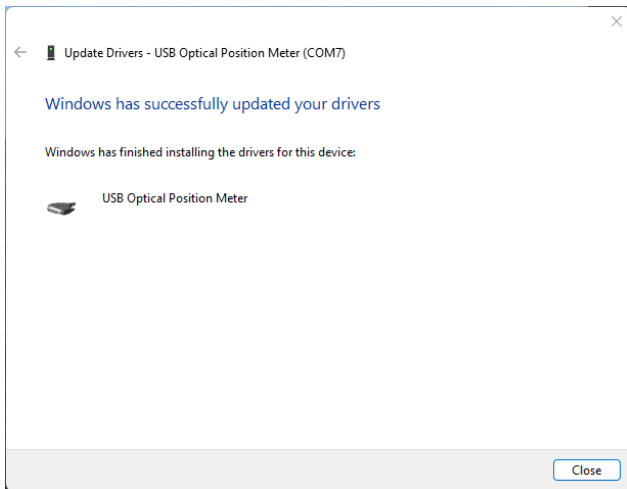 Update Drivers - USB Optical Position Meter (COM7)
Windows has successfully updated your drivers
Windows has finished installing the drivers for this device:
USB Optical Position Meter
Close